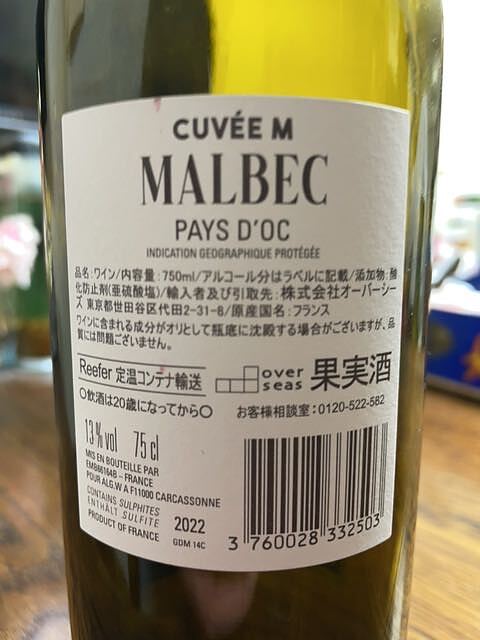 CUVÉE M
MALBEC
PAYS D'OC
INDICATION GEOGRAPHIQUE PROTÉGÉE
品名:ワイン/内容量:750ml/アルコール分はラベルに記載/添加物:酸
化防止剤(亜硫酸塩)/輸入者及び引取先:株式会社オーバーシー
ズ 東京都世田谷区代田2-31-8/原産国名:フランス
ワインに含まれる成分がオリとして瓶底に沈殿する場合がございますが、品
質には問題ございません。
Reefer 定温コンテナ輸送
over seas 果実酒
〇飲酒は20歳になってから〇
お客様相談室:0120-522-582
13%vol 75 cl
MIS EN BOUTEILLE PAR
EMB66164B - FRANCE
POUR ALG.W A F11000 CARCASSONNE
CONTAINS SULPHITES
ENTHÄLT SULFITE
PRODUCT OF FRANCE
2022
GDM 14C
3 760028 332503